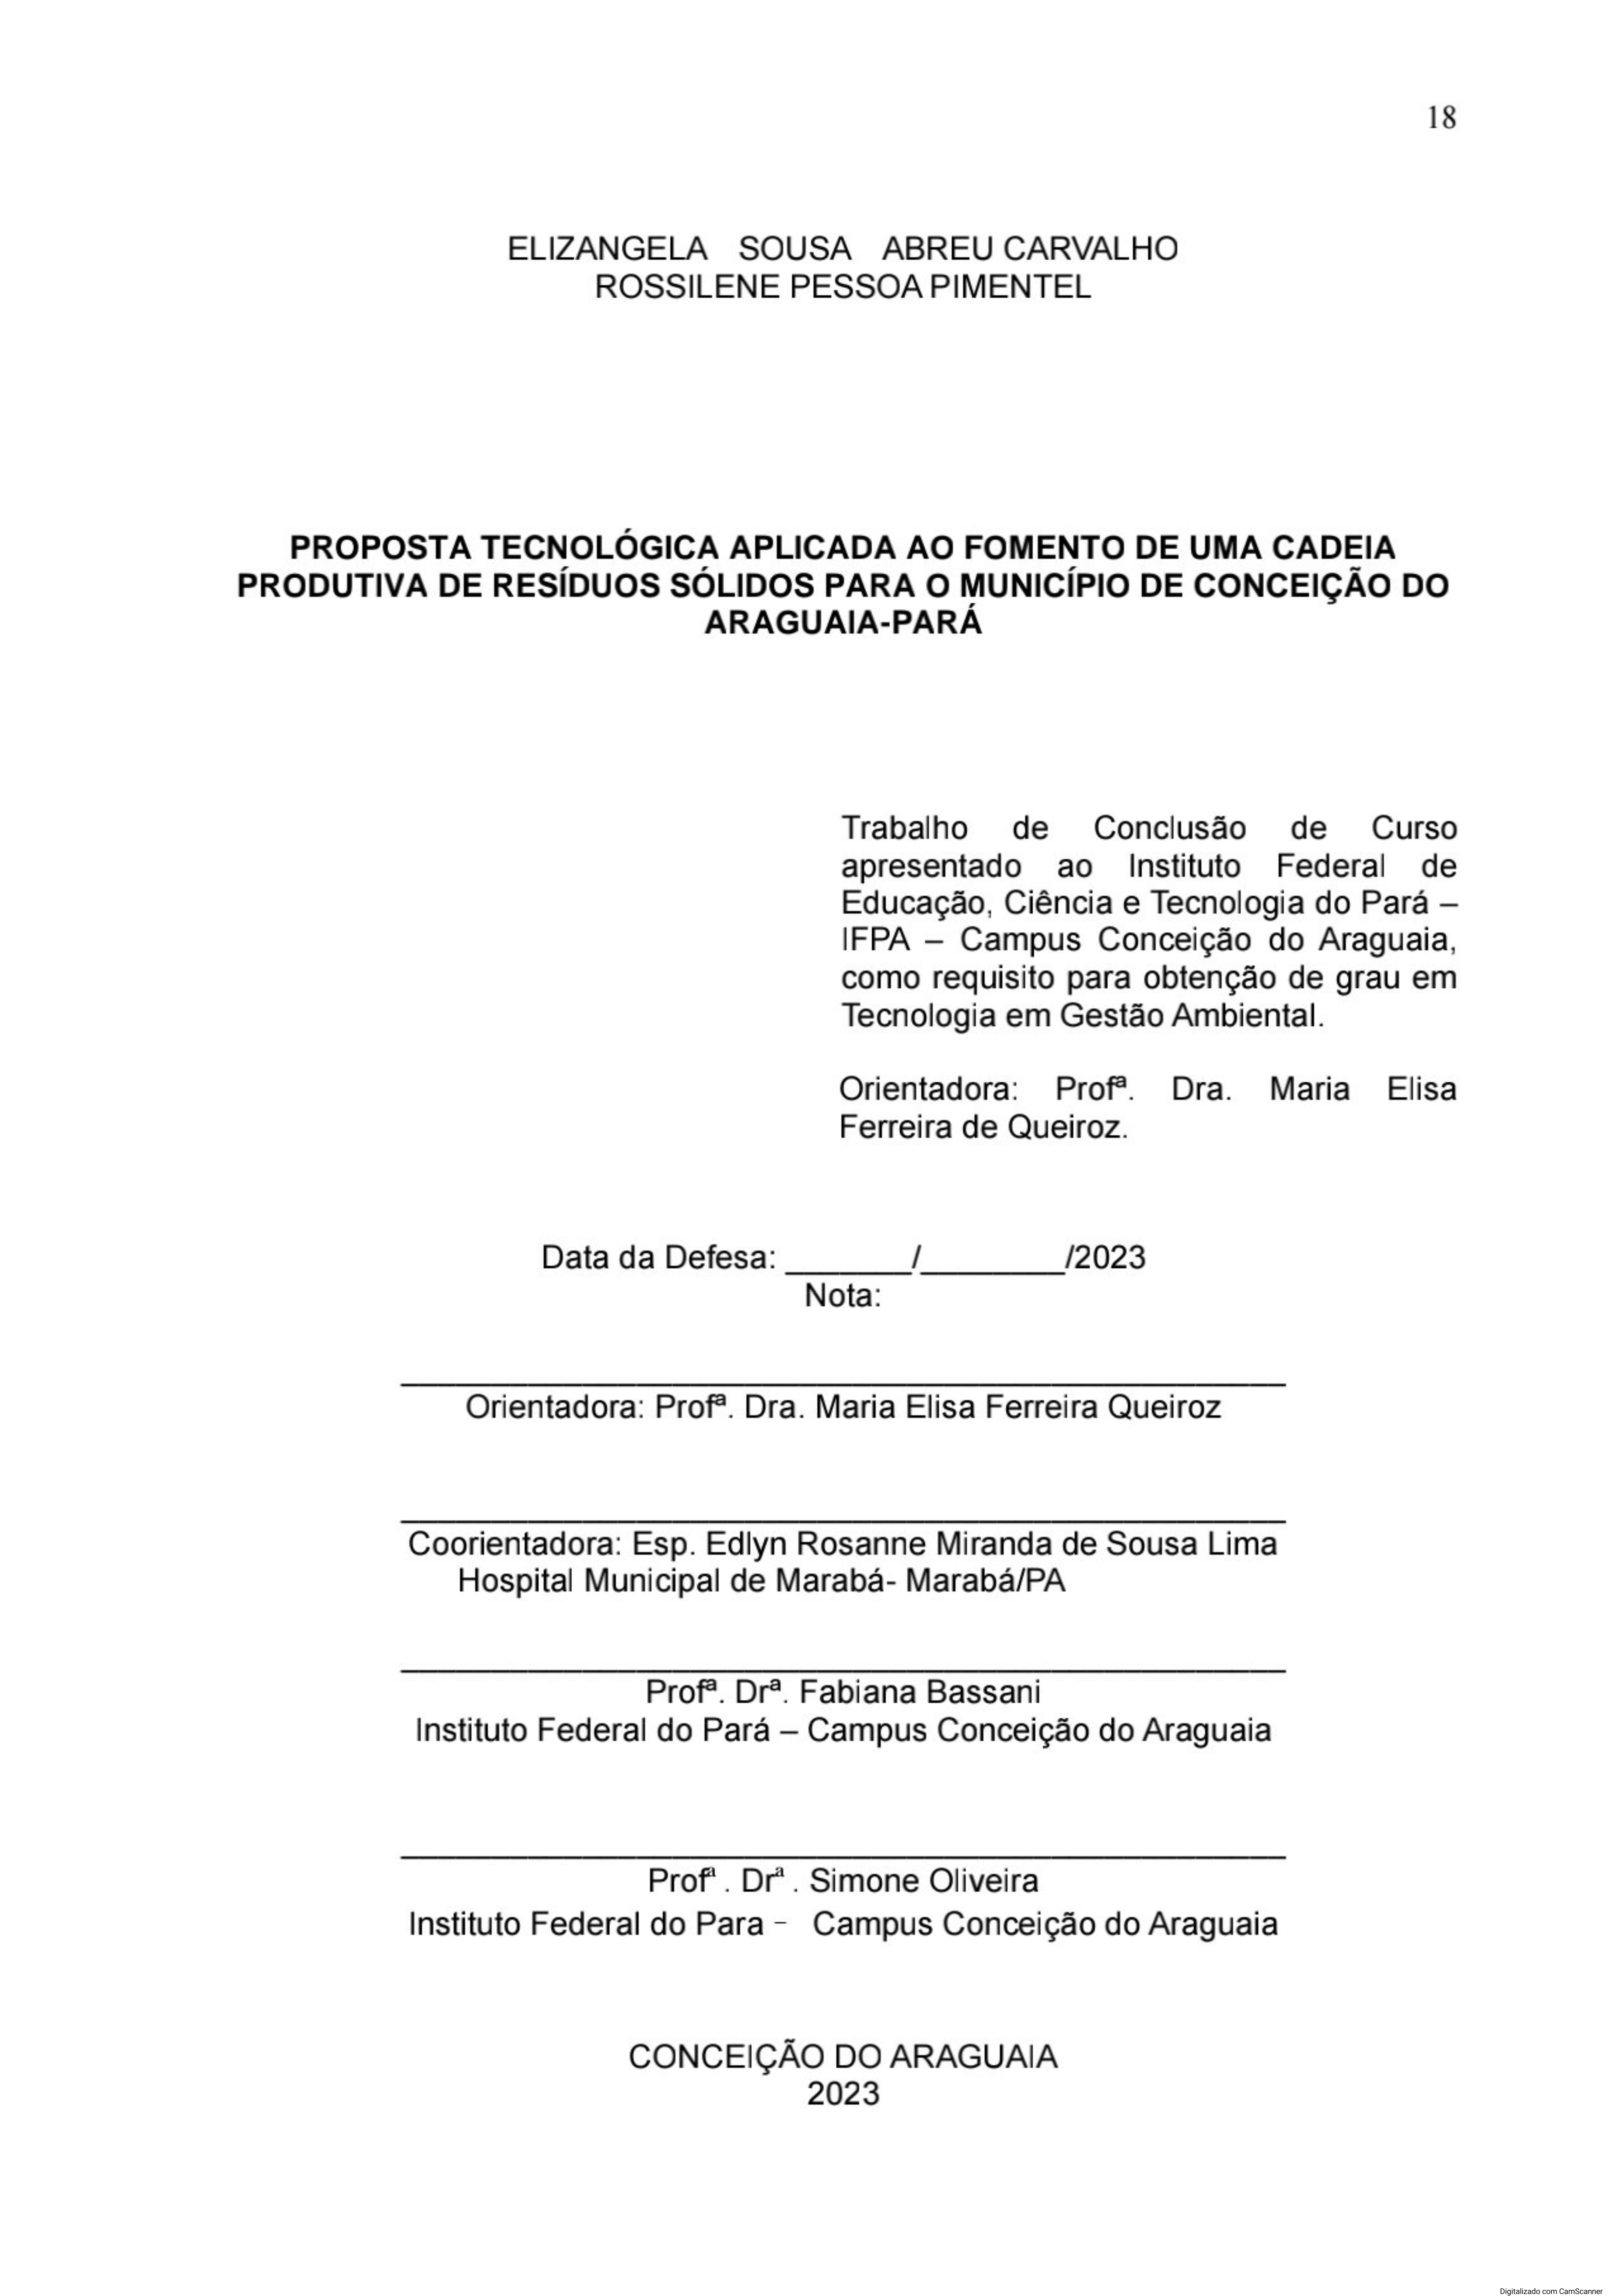 18
ELIZANGELA SOUSA ABREU CARVALHO
ROSSILENE PESSOA PIMENTEL
PROPOSTA TECNOLÓGICA APLICADA AO FOMENTO DE UMA CADEIA
PRODUTIVA DE RESÍDUOS SÓLIDOS PARA O MUNICÍPIO DE CONCEIÇÃO DO
ARAGUAIA-PARÁ
Trabalho de Conclusão de Curso
apresentado ao Instituto Federal de
Educação, Ciência e Tecnologia do Pará –
IFPA – Campus Conceição do Araguaia,
como requisito para obtenção de grau em
Tecnologia em Gestão Ambiental.
Orientadora: Profª. Dra. Maria Elisa
Ferreira de Queiroz.
Data da Defesa: _______/________/2023
Nota:
Orientadora: Profª. Dra. Maria Elisa Ferreira Queiroz
Coorientadora: Esp. Edlyn Rosanne Miranda de Sousa Lima
Hospital Municipal de Marabá- Marabá/PA
Profª. Drª. Fabiana Bassani
Instituto Federal do Pará – Campus Conceição do Araguaia
Profª . Drª . Simone Oliveira
Instituto Federal do Para – Campus Conceição do Araguaia
CONCEIÇÃO DO ARAGUAIA
2023
Digitalizado com CamScanner